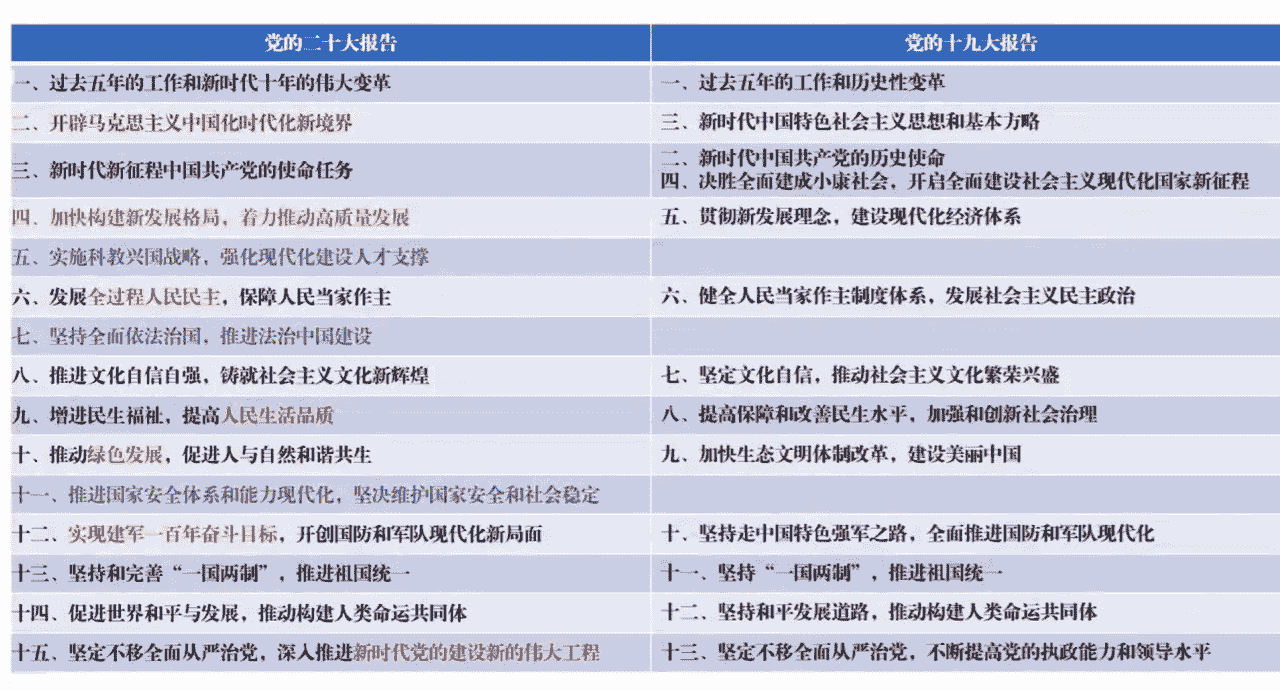 党的二十大报告
党的十九大报告
一、过去五年的工作和新时代十年的伟大变革
一、过去五年的工作和历史性变革
二、开辟马克思主义中国化时代化新境界
三、新时代中国特色社会主义思想和基本方略
三、新时代新征程中国共产党的使命任务
二、新时代中国共产党的历史使命
四、决胜全面建成小康社会，开启全面建设社会主义现代化国家新征程
四、加快构建新发展格局，着力推动高质量发展
五、贯彻新发展理念，建设现代化经济体系
五、实施科教兴国战略，强化现代化建设人才支撑
六、发展全过程人民民主，保障人民当家作主
六、健全人民当家作主制度体系，发展社会主义民主政治
七、坚持全面依法治国，推进法治中国建设
八、推进文化自信自强，铸就社会主义文化新辉煌
七、坚定文化自信，推动社会主义文化繁荣兴盛
九、增进民生福祉，提高人民生活品质
八、提高保障和改善民生水平，加强和创新社会治理
十、推动绿色发展，促进人与自然和谐共生
九、加快生态文明体制改革，建设美丽中国
十一、推进国家安全体系和能力现代化，坚决维护国家安全和社会稳定
十二、实现建军一百年奋斗目标，开创国防和军队现代化新局面
十、坚持走中国特色强军之路，全面推进国防和军队现代化
十三、坚持和完善“一国两制”，推进祖国统一
十一、坚持“一国两制”，推进祖国统一
十四、促进世界和平与发展，推动构建人类命运共同体
十二、坚持和平发展道路，推动构建人类命运共同体
十五、坚定不移全面从严治党，深入推进新时代党的建设新的伟大工程
十三、坚定不移全面从严治党，不断提高党的执政能力和领导水平